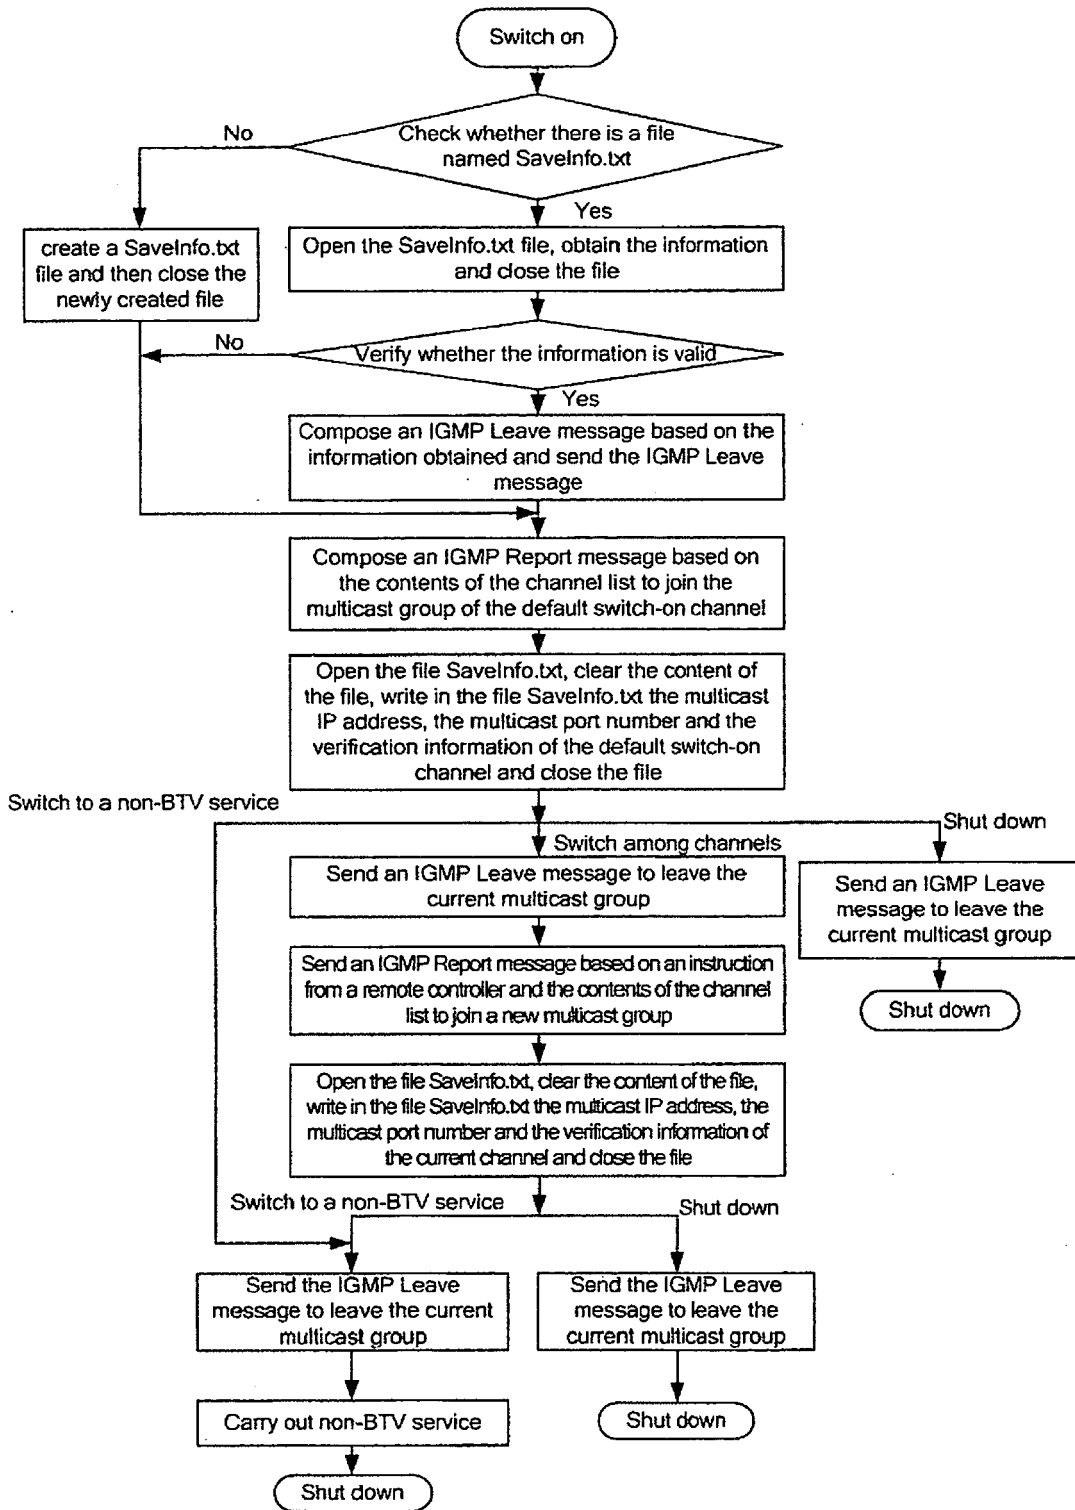 Switch on
No
Check whether there is a file
named SaveInfo.txt
Yes
create a SaveInfo.txt
file and then close the
newly created file
Open the SaveInfo.txt file, obtain the information
and close the file
No
Verify whether the information is valid
Yes
Compose an IGMP Leave message based on the
information obtained and send the IGMP Leave
message
Compose an IGMP Report message based on
the contents of the channel list to join the
multicast group of the default switch-on channel
Open the file SaveInfo.txt, clear the content of
the file, write in the file SaveInfo.txt the multicast
IP address, the multicast port number and the
verification information of the default switch-on
channel and close the file
Switch to a non-BTV service
Shut down
Switch among channels
Send an IGMP Leave message to leave the
current multicast group
Send an IGMP Leave
message to leave the
current multicast group
Send an IGMP Report message based on an instruction
from a remote controller and the contents of the channel
list to join a new multicast group
Shut down
Open the file SaveInfo.txt, clear the content of the file,
write in the file SaveInfo.txt the multicast IP address, the
multicast port number and the verification information of
the current channel and close the file
Switch to a non-BTV service
Shut down
Send the IGMP Leave
message to leave the current
multicast group
Send the IGMP Leave
message to leave the
current multicast group
Carry out non-BTV service
Shut down
Shut down